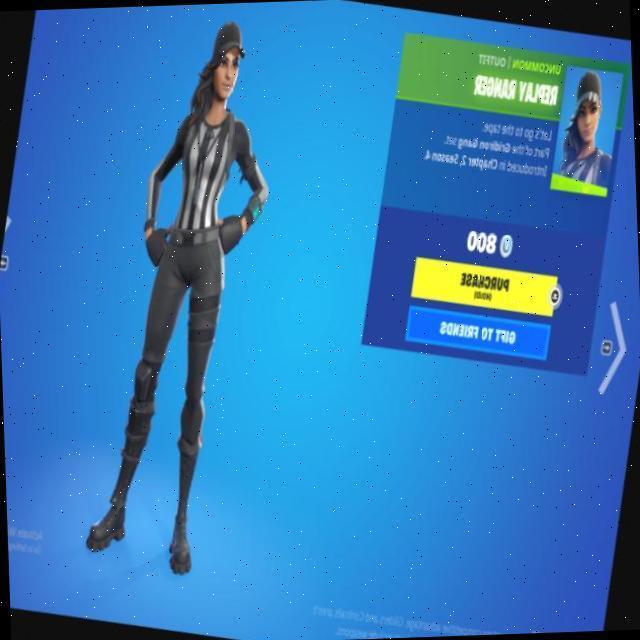 UNCOMMON | OUTFIT
REPLAY RANGER
Let's go to the tape.
Part of the Gridiron Gang set.
Introduced in Chapter 2, Season 4.
800
PURCHASE
(HOLD)
GIFT TO FRIENDS